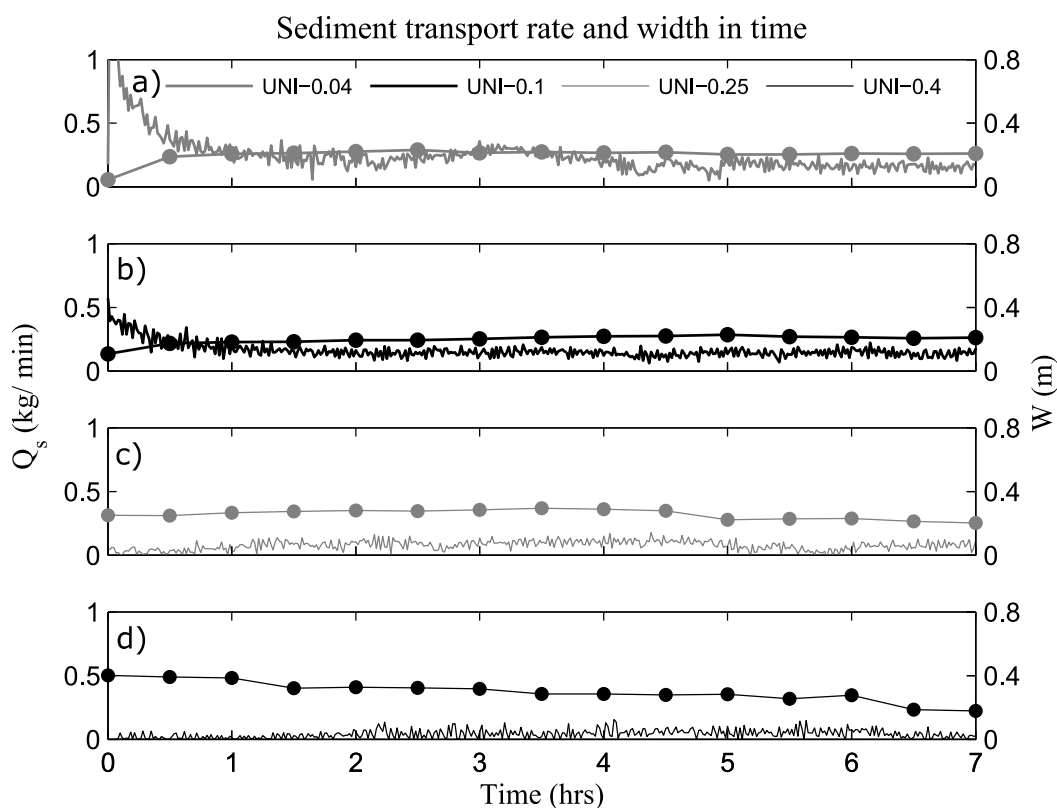 Sediment transport rate and width in time
1
0.5
0
0.8
0.4
0
a)
UNI−0.04
UNI−0.1
UNI−0.25
UNI−0.4
1
0.5
0
0.8
0.4
0
b)
1
0.5
0
0.8
0.4
0
c)
1
0.5
0
0.8
0.4
0
d)
Qs (kg/ min)
W (m)
0 1 2 3 4 5 6 7
Time (hrs)